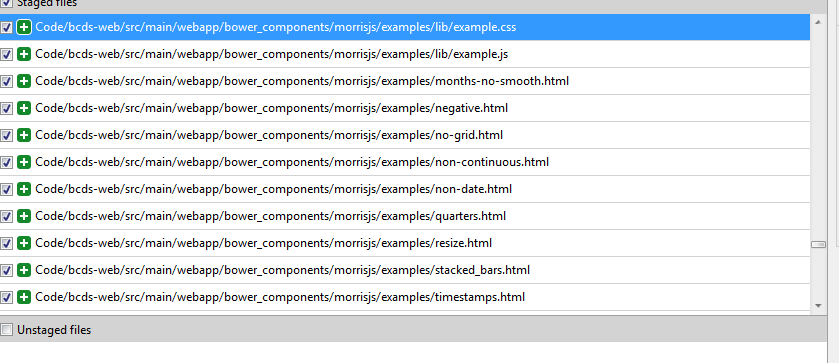 Staged files
Code/bcds-web/src/main/webapp/bower_components/morrisjs/examples/lib/example.css
Code/bcds-web/src/main/webapp/bower_components/morrisjs/examples/lib/example.js
Code/bcds-web/src/main/webapp/bower_components/morrisjs/examples/months-no-smooth.html
Code/bcds-web/src/main/webapp/bower_components/morrisjs/examples/negative.html
Code/bcds-web/src/main/webapp/bower_components/morrisjs/examples/no-grid.html
Code/bcds-web/src/main/webapp/bower_components/morrisjs/examples/non-continuous.html
Code/bcds-web/src/main/webapp/bower_components/morrisjs/examples/non-date.html
Code/bcds-web/src/main/webapp/bower_components/morrisjs/examples/quarters.html
Code/bcds-web/src/main/webapp/bower_components/morrisjs/examples/resize.html
Code/bcds-web/src/main/webapp/bower_components/morrisjs/examples/stacked_bars.html
Code/bcds-web/src/main/webapp/bower_components/morrisjs/examples/timestamps.html
Unstaged files